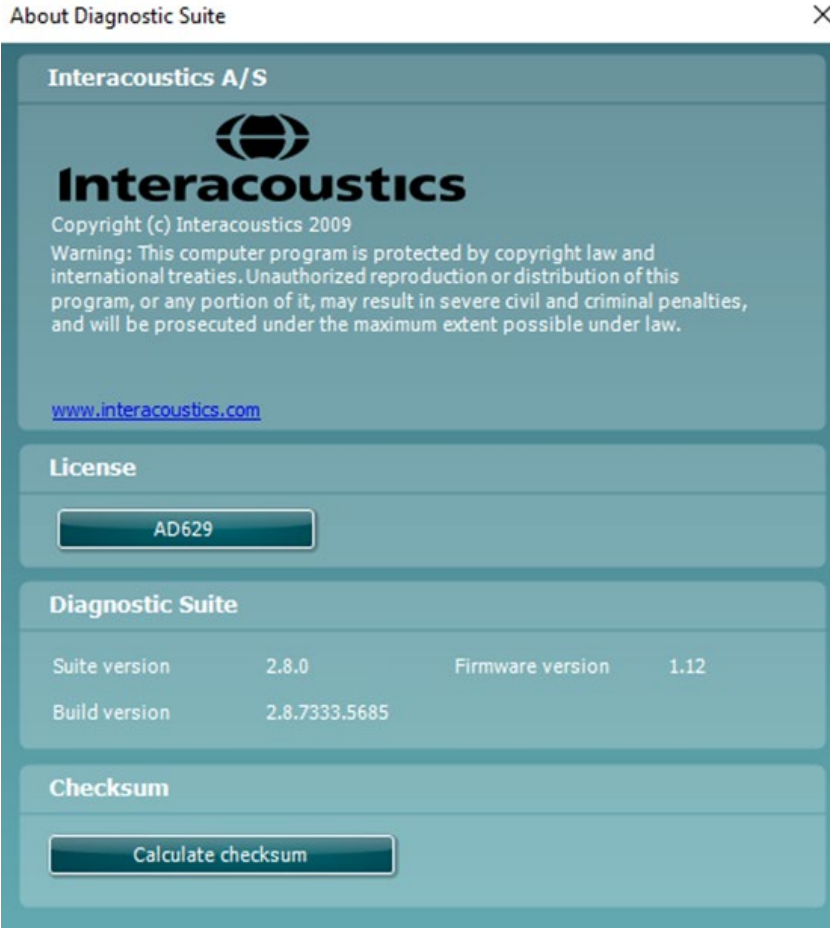 About Diagnostic Suite
Interacoustics A/S
Interacoustics
Copyright (c) Interacoustics 2009
Warning: This computer program is protected by copyright law and
international treaties. Unauthorized reproduction or distribution of this
program, or any portion of it, may result in severe civil and criminal penalties,
and will be prosecuted under the maximum extent possible under law.
www.interacoustics.com
License
AD629
Diagnostic Suite
Suite version 2.8.0 Firmware version 1.12
Build version 2.8.7333.5685
Checksum
Calculate checksum